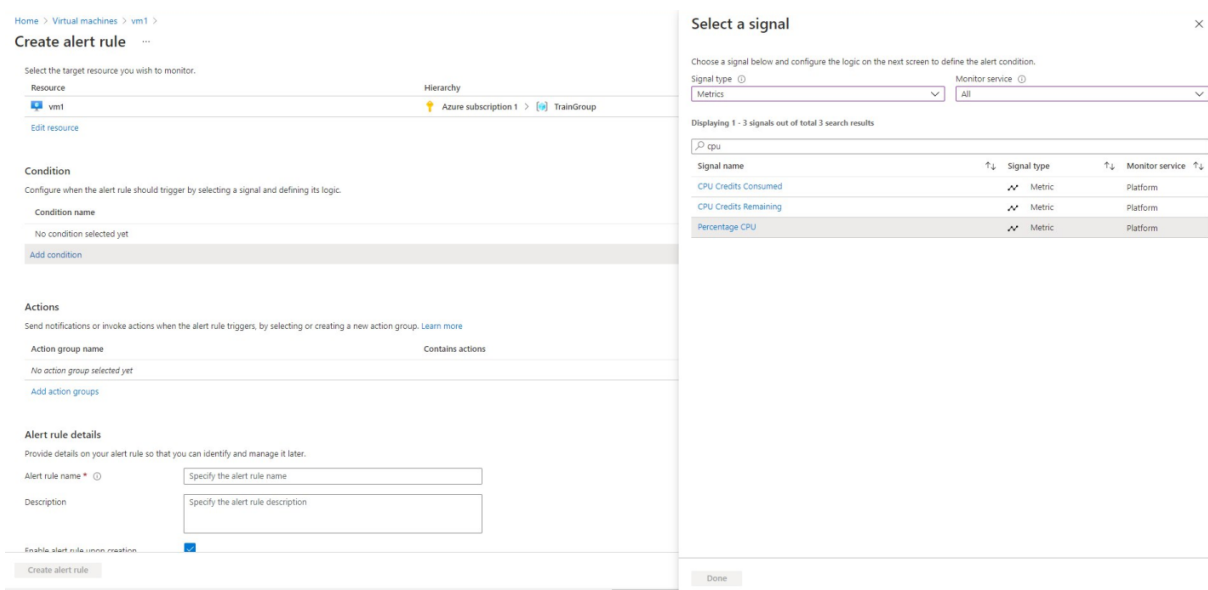 Home > Virtual machines > vm1 >
Create alert rule ...
Select the target resource you wish to monitor.
Resource Hierarchy
vm1 Azure subscription 1 > TrainGroup
Edit resource
Condition
Configure when the alert rule should trigger by selecting a signal and defining its logic.
Condition name
No condition selected yet
Add condition
Actions
Send notifications or invoke actions when the alert rule triggers, by selecting or creating a new action group. Learn more
Action group name Contains actions
No action group selected yet
Add action groups
Alert rule details
Provide details on your alert rule so that you can identify and manage it later.
Alert rule name * Specify the alert rule name
Description Specify the alert rule description
Enable alert rule upon creation
Create alert rule
Select a signal
Choose a signal below and configure the logic on the next screen to define the alert condition.
Signal type Monitor service
Metrics All
Displaying 1 - 3 signals out of total 3 search results
cpu
Signal name Signal type Monitor service
CPU Credits Consumed Metric Platform
CPU Credits Remaining Metric Platform
Percentage CPU Metric Platform
Done